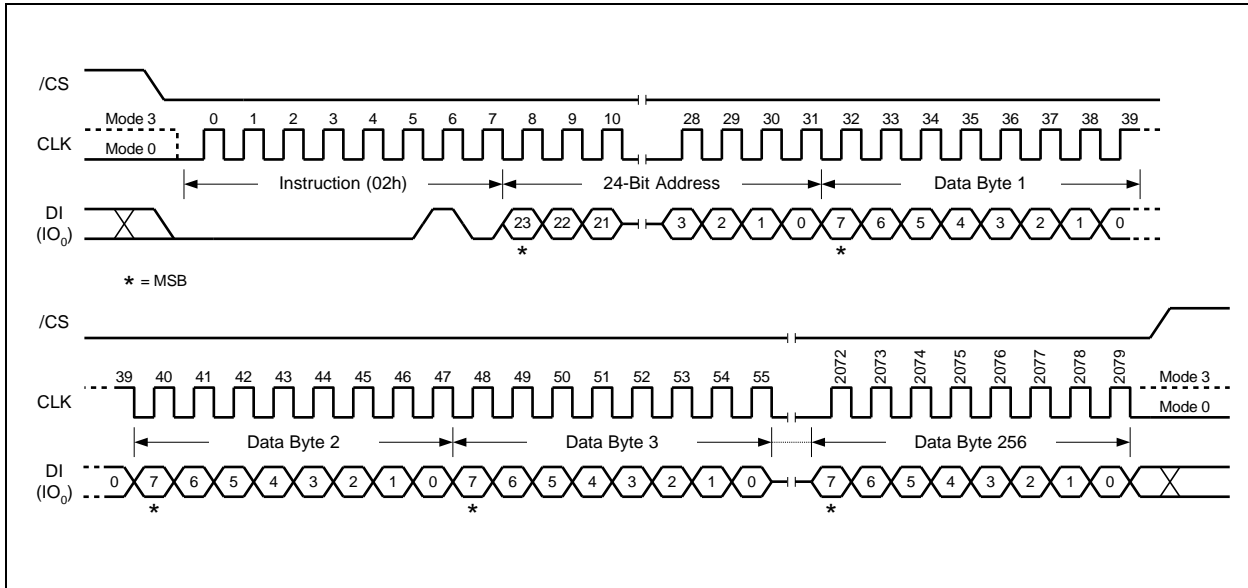 /CS
Mode 3 0 1 2 3 4 5 6 7 8 9 10 28 29 30 31 32 33 34 35 36 37 38 39
CLK Mode 0
Instruction (02h) 24-Bit Address Data Byte 1
DI
(IO₀) 23 22 21 3 2 1 0 7 6 5 4 3 2 1 0
* *
* = MSB
/CS
39 40 41 42 43 44 45 46 47 48 49 50 51 52 53 54 55 2072 2073 2074 2075 2076 2077 2078 2079 Mode 3
CLK Mode 0
Data Byte 2 Data Byte 3 Data Byte 256
DI
(IO₀) 0 7 6 5 4 3 2 1 0 7 6 5 4 3 2 1 0 7 6 5 4 3 2 1 0
* * *